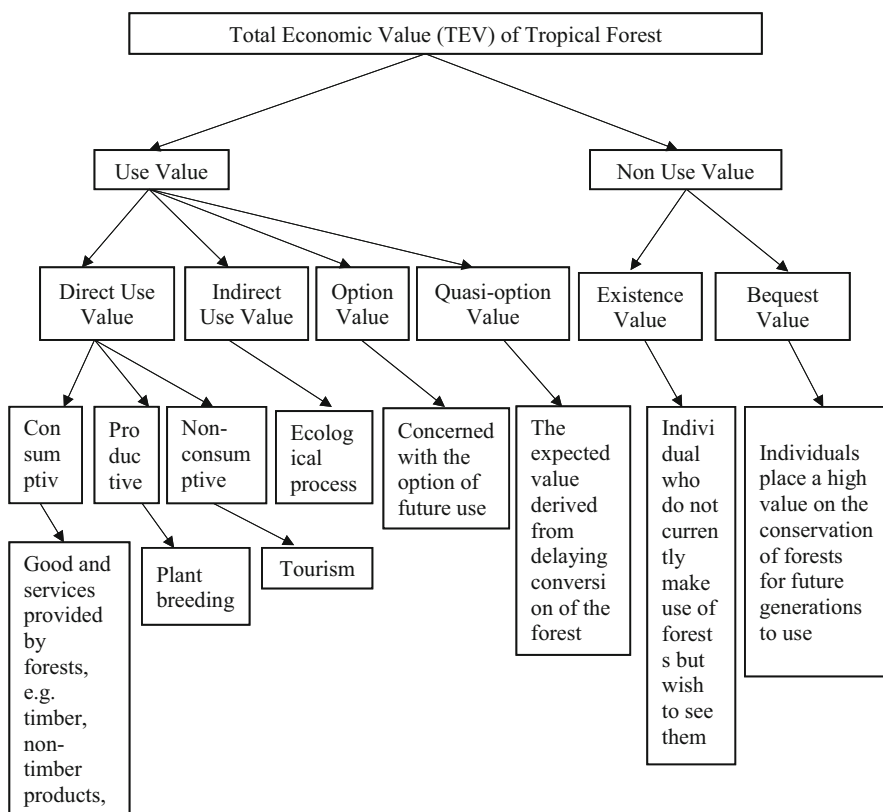 Total Economic Value (TEV) of Tropical Forest
Use Value
Non Use Value
Direct Use
Value
Indirect
Use Value
Option
Value
Quasi-option
Value
Existence
Value
Bequest
Value
Con
sum
ptiv
Pro
duc
tive
Non-
consum
ptive
Ecolog
ical
process
Concerned
with the
option of
future use
The
expected
value
derived
from
delaying
conversi
on of the
forest
Indivi
dual
who
do not
curre
ntly
make
use of
forest
s but
wish
to see
them
Individuals
place a high
value on the
conservation
of forests
for future
generations
to use
Good and
services
provided
by
forests,
e.g.
timber,
non-
timber
products,
Plant
breeding
Tourism